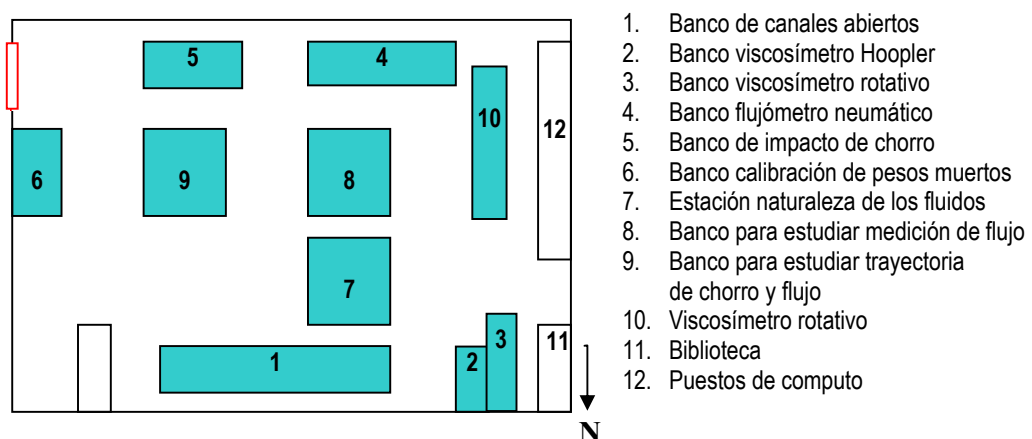 5
4
10
12
6
9
8
7
1
2
3
11
N
1. Banco de canales abiertos
2. Banco viscosímetro Hoopler
3. Banco viscosímetro rotativo
4. Banco flujómetro neumático
5. Banco de impacto de chorro
6. Banco calibración de pesos muertos
7. Estación naturaleza de los fluidos
8. Banco para estudiar medición de flujo
9. Banco para estudiar trayectoria
de chorro y flujo
10. Viscosímetro rotativo
11. Biblioteca
12. Puestos de computo